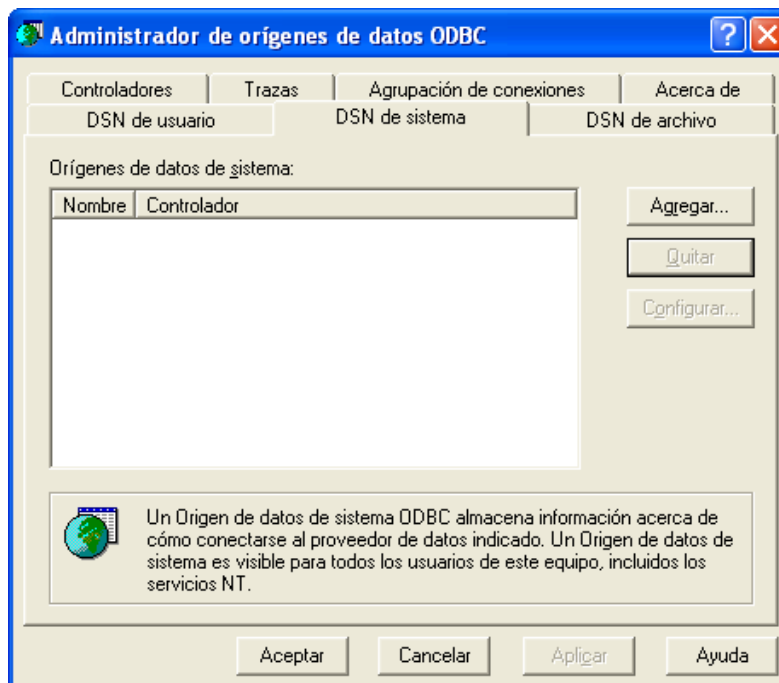 Administrador de orígenes de datos ODBC
Controladores Trazas Agrupación de conexiones Acerca de
DSN de usuario DSN de sistema DSN de archivo
Orígenes de datos de sistema:
Nombre Controlador
Agregar...
Quitar
Configurar...
Un Origen de datos de sistema ODBC almacena información acerca de
cómo conectarse al proveedor de datos indicado. Un Origen de datos de
sistema es visible para todos los usuarios de este equipo, incluidos los
servicios NT.
Aceptar Cancelar Aplicar Ayuda